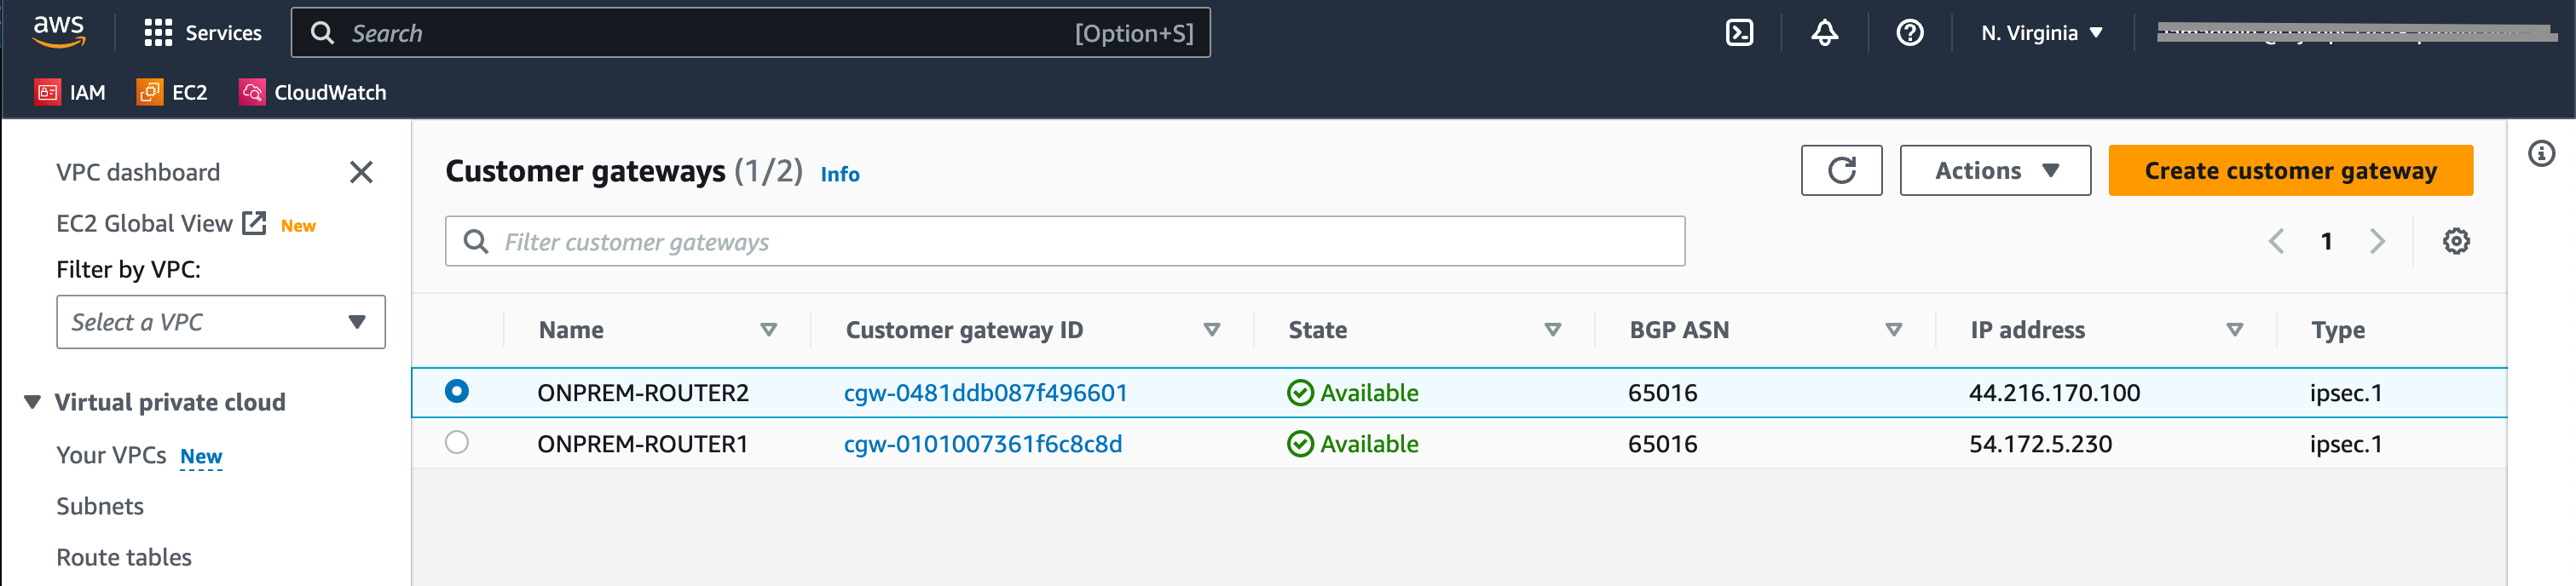 aws Services Search [Option+S] N. Virginia
IAM EC2 CloudWatch
VPC dashboard
EC2 Global View New
Filter by VPC:
Select a VPC
Virtual private cloud
Your VPCs New
Subnets
Route tables
Customer gateways (1/2) Info
Actions Create customer gateway
Filter customer gateways
1
Name Customer gateway ID State BGP ASN IP address Type
ONPREM-ROUTER2 cgw-0481ddb087f496601 Available 65016 44.216.170.100 ipsec.1
ONPREM-ROUTER1 cgw-0101007361f6c8c8d Available 65016 54.172.5.230 ipsec.1